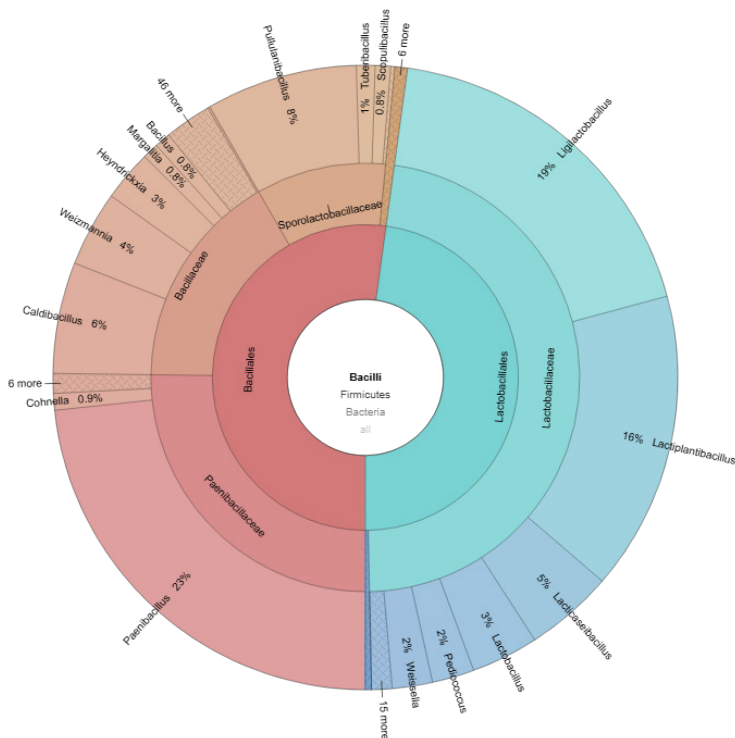 Bacilli
Firmicutes
Bacteria
all
Bacillales
Lactobacillales
Sporolactobacillaceae
Bacillaceae
Paenibacillaceae
Lactobacillaceae
6 more
Ligilactobacillus 19%
Lactiplantibacillus 16%
Lacticaseibacillus 5%
Lactobacillus 3%
Pediococcus 2%
Weissella 2%
15 more
Paenibacillus 23%
Cohnella 0.9%
6 more
Caldibacillus 6%
Weizmannia 4%
Heyndrickxia 3%
Margalitia 0.8%
Bacillus 0.8%
46 more
Pullulanibacillus 8%
Tuberibacillus 1%
Scopulibacillus 0.8%